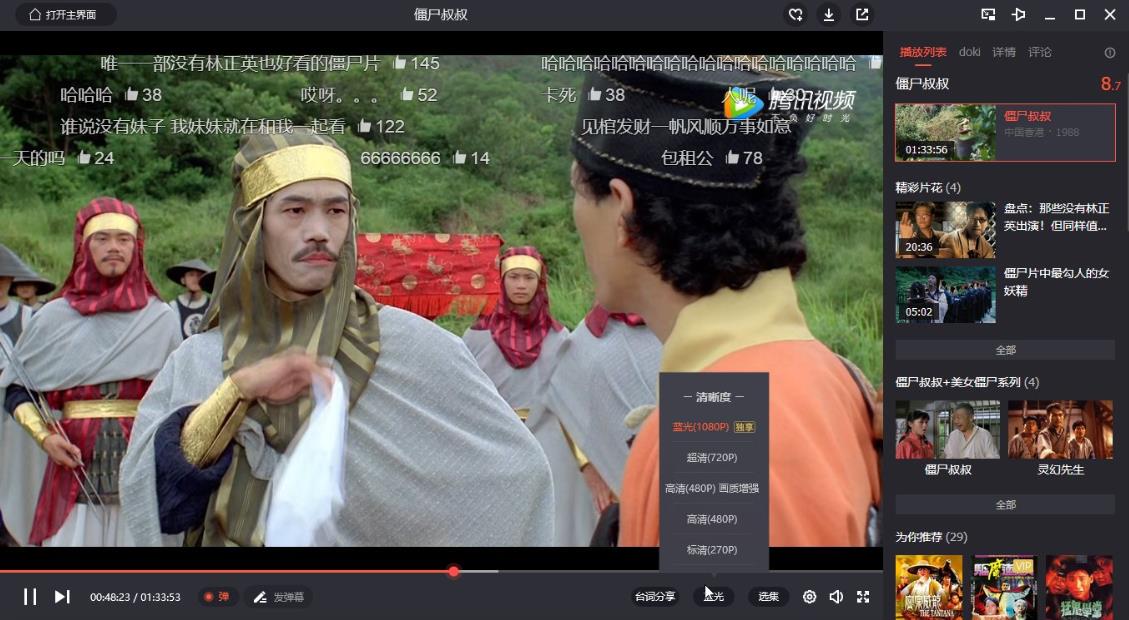 打开主界面
僵尸叔叔
唯一一部没有林正英也好看的僵尸片 145
哈哈哈哈哈哈哈哈哈哈哈哈哈哈哈哈哈哈
哈哈哈 38
哎呀。。。 52
卡死 38
人呢 30
腾讯视频
不负好时光
谁说没有妹子 我妹妹就在和我一起看 122
见棺发财一帆风顺万事如意
一天的吗 24
66666666 14
包租公 78
— 清晰度 —
蓝光(1080P) 独享
超清(720P)
高清(480P) 画质增强
高清(480P)
标清(270P)
00:48:23 / 01:33:53
弹
发弹幕
台词分享
蓝光
选集
播放列表 doki 详情 评论
僵尸叔叔 8.7
01:33:56
僵尸叔叔
中国香港 · 1988
精彩片花 (4)
20:36
盘点：那些没有林正
英出演！但同样值...
05:02
僵尸片中最勾人的女
妖精
全部
僵尸叔叔+美女僵尸系列 (4)
僵尸叔叔
灵幻先生
全部
为你推荐 (29)
VIP
THE TANTANA